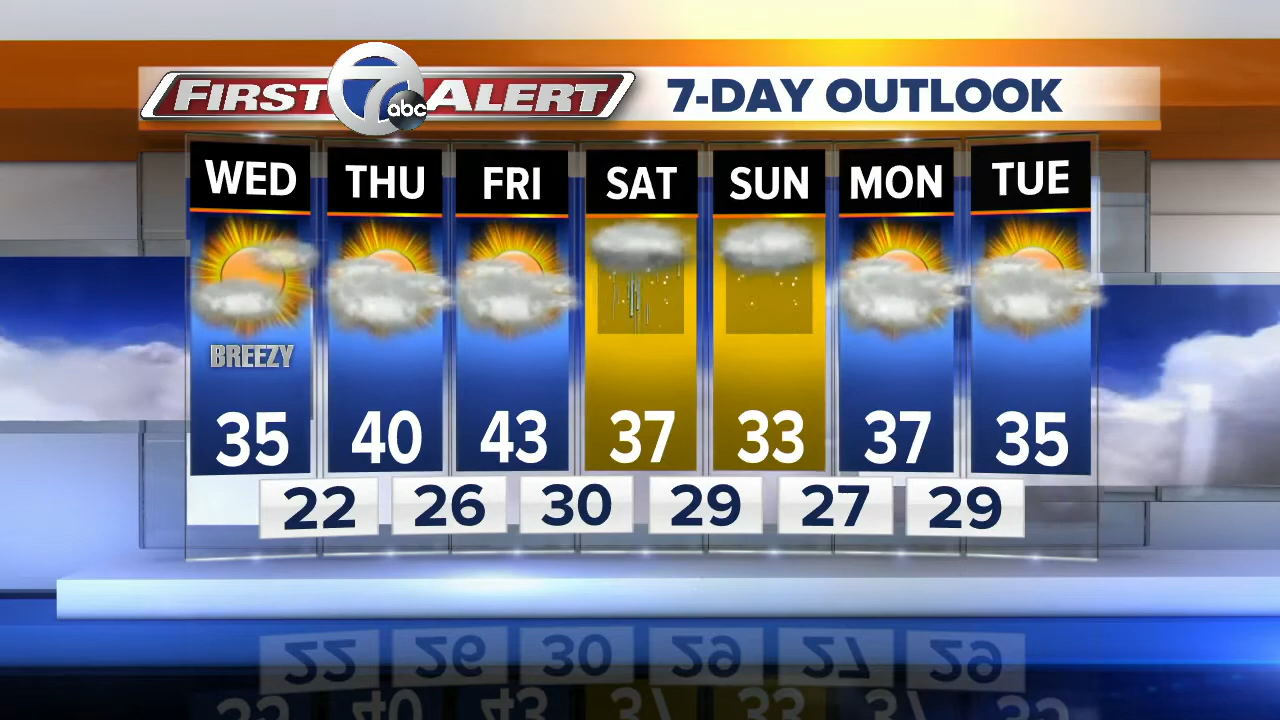 FIRST 7 abc ALERT 7-DAY OUTLOOK
WED THU FRI SAT SUN MON TUE
BREEZY
35 40 43 37 33 37 35
22 26 30 29 27 29